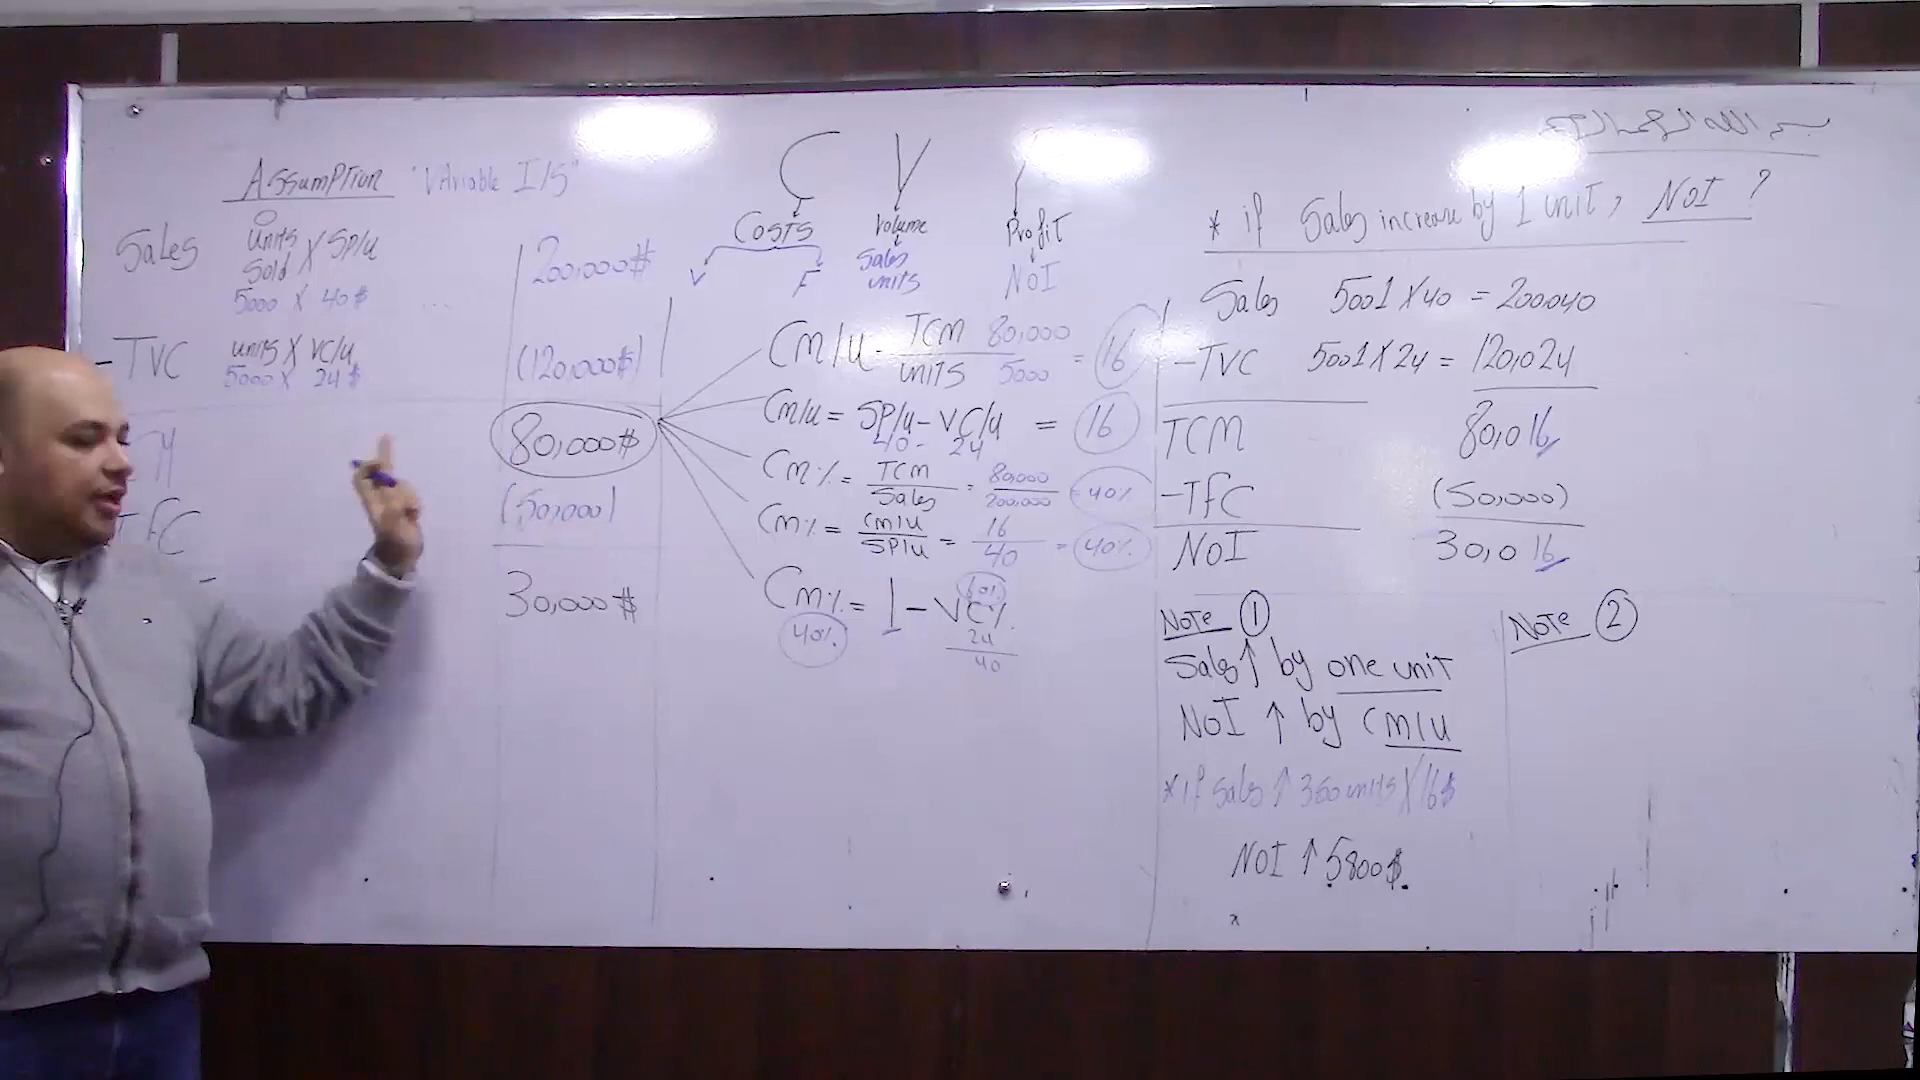 Assumption "Variable I/S"
Sales units sold X SP/u 200,000$
5000 X 40$
-TVC units X VC/u (120,000$)
5000 X 24$
M 80,000$
TFC (50,000)
30,000$
C V
Costs Volume Profit
V F Sales units NOI
Cm/u = TCM / units 80,000 / 5000 = 16
Cm/u = SP/u - VC/u = 16
40 - 24
Cm% = TCM / Sales = 80,000 / 200,000 = 40%
Cm% = Cm/u / SP/u = 16 / 40 = 40%
Cm% = 1 - VC% 60%
40% 24 / 40
* if Sales increase by 1 unit, NOI ?
Sales 5001 X 40 = 200,040
-TVC 5001 X 24 = 120,024
TCM 80,016
-TFC (50,000)
NOI 30,016
Note 1
Sales ↑ by one unit
NOI ↑ by Cm/u
* if Sales ↑ units X 16$
NOI ↑ 5800$
Note 2